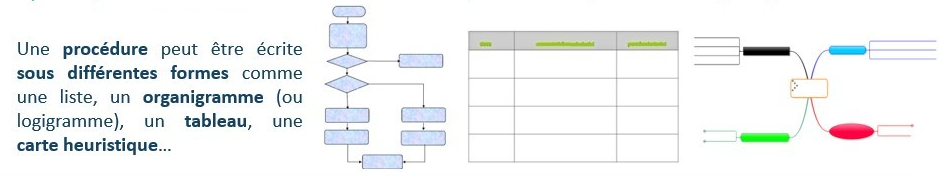 Une procédure peut être écrite
sous différentes formes comme
une liste, un organigramme (ou
logigramme), un tableau, une
carte heuristique...